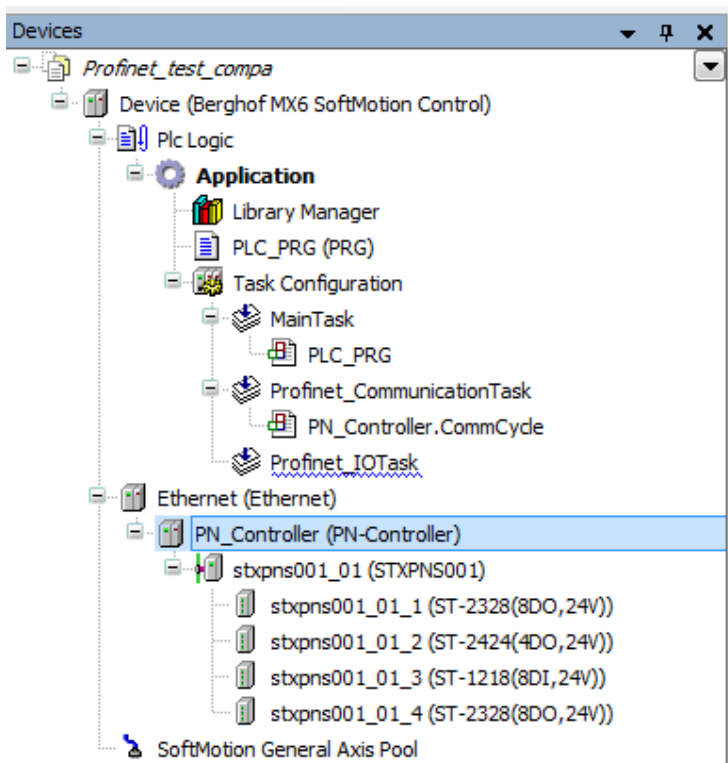 Devices
Profinet_test_compa
Device (Berghof MX6 SoftMotion Control)
Plc Logic
Application
Library Manager
PLC_PRG (PRG)
Task Configuration
MainTask
PLC_PRG
Profinet_CommunicationTask
PN_Controller.CommCycle
Profinet_IOTask
Ethernet (Ethernet)
PN_Controller (PN-Controller)
stxpns001_01 (STXPNS001)
stxpns001_01_1 (ST-2328(8DO,24V))
stxpns001_01_2 (ST-2424(4DO,24V))
stxpns001_01_3 (ST-1218(8DI,24V))
stxpns001_01_4 (ST-2328(8DO,24V))
SoftMotion General Axis Pool